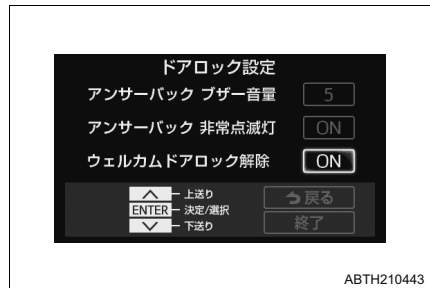 ドアロック設定
アンサーバック ブザー音量 5
アンサーバック 非常点滅灯 ON
ウェルカムドアロック解除 ON
上送り
戻る
ENTER 決定/選択
下送り
終了
ABTH210443